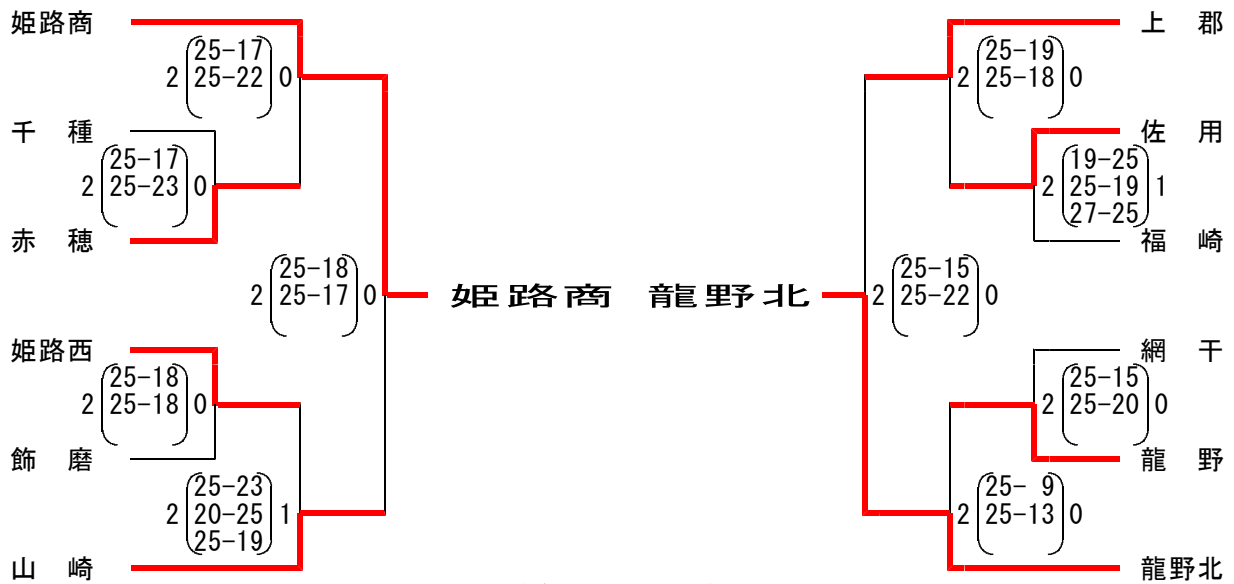 姫路商
2 25-17 25-22 0
千 種
2 25-17 25-23 0
赤 穂
2 25-18 25-17 0
姫路商
姫路西
2 25-18 25-18 0
飾 磨
2 25-23 20-25 25-19 1
山 崎
上 郡
2 25-19 25-18 0
佐 用
2 19-25 25-19 27-25 1
福 崎
龍野北
2 25-15 25-22 0
網 干
2 25-15 25-20 0
龍 野
2 25- 9 25-13 0
龍野北